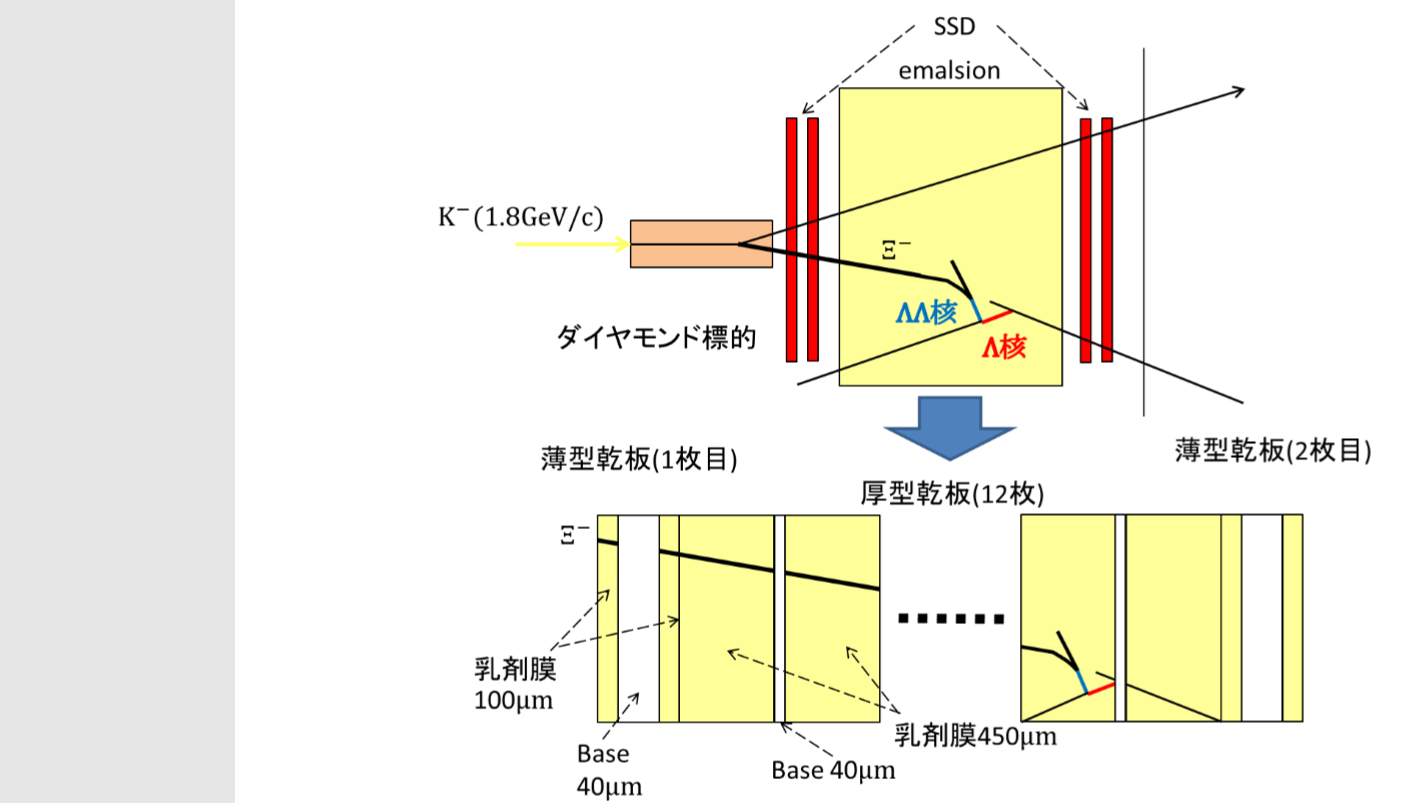 SSD
emalsion
K⁻(1.8GeV/c)
Ξ⁻
ΛΛ核
Λ核
ダイヤモンド標的
薄型乾板(1枚目)
薄型乾板(2枚目)
厚型乾板(12枚)
Ξ⁻
乳剤膜
100μm
乳剤膜450μm
Base
40μm
Base 40μm